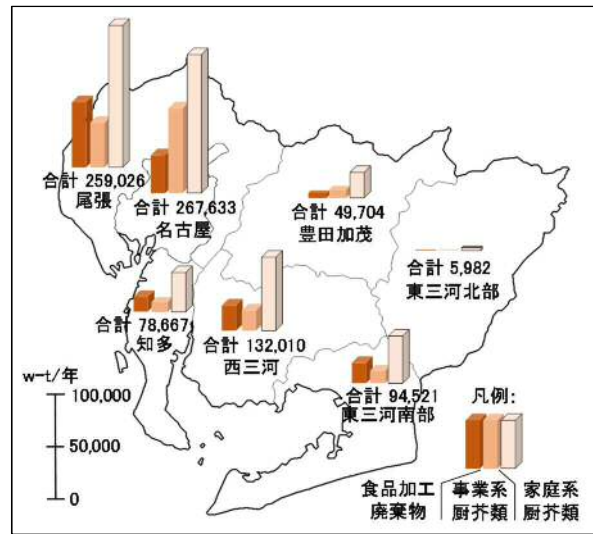 合計 259,026
尾張
合計 267,633
名古屋
合計 49,704
豊田加茂
合計 5,982
東三河北部
合計 78,667
知多
合計 132,010
西三河
合計 94,521
東三河南部
w-t/年
100,000
50,000
0
凡例:
食品加工
廃棄物
事業系
厨芥類
家庭系
厨芥類